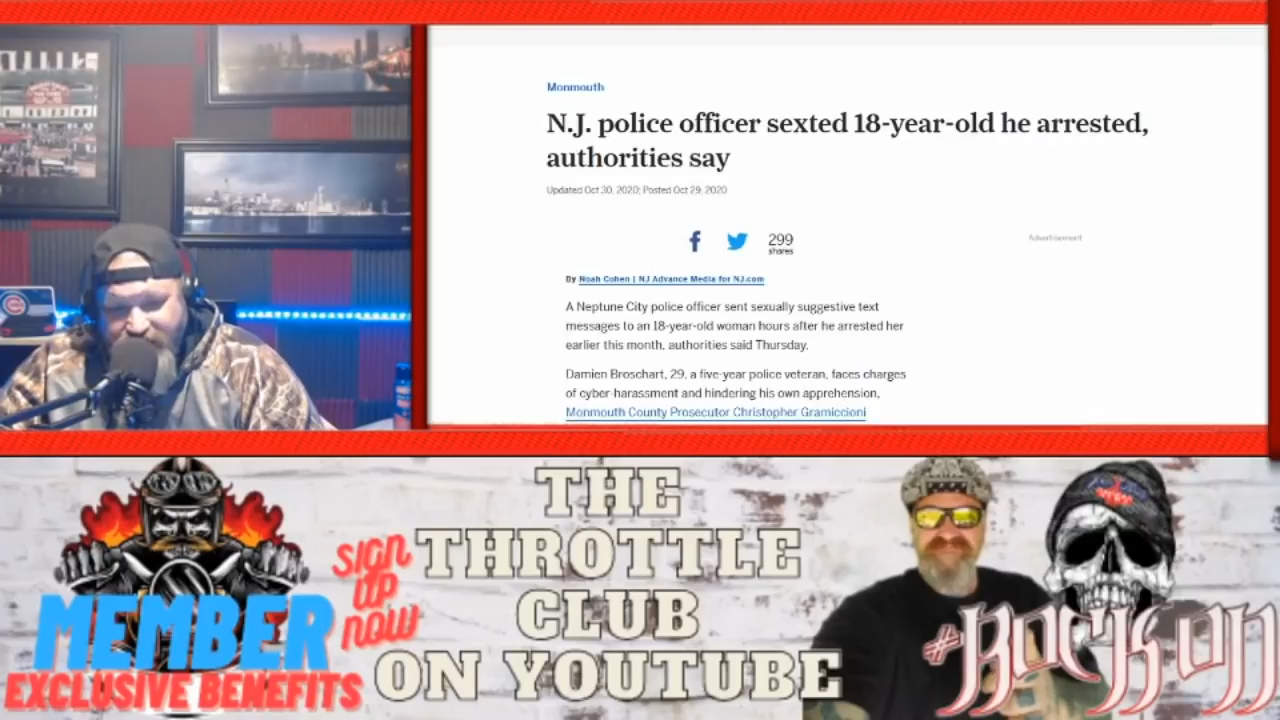 Monmouth
N.J. police officer sexted 18-year-old he arrested,
authorities say
Updated Oct 30, 2020; Posted Oct 29, 2020
299
shares
Advertisement
By Noah Cohen | NJ Advance Media for NJ.com
A Neptune City police officer sent sexually suggestive text
messages to an 18-year-old woman hours after he arrested her
earlier this month, authorities said Thursday.
Damien Broschart, 29, a five-year police veteran, faces charges
of cyber-harassment and hindering his own apprehension,
Monmouth County Prosecutor Christopher Gramiccioni
THE
THROTTLE
CLUB
ON YOUTUBE
SIGN
UP
NOW
MEMBER
EXCLUSIVE BENEFITS
#ROCKON